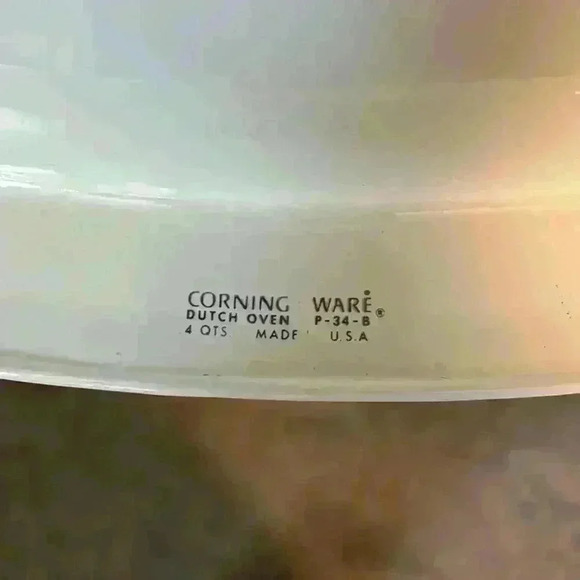 CORNING WARE®
DUTCH OVEN P-34-B
4 QTS MADE U.S.A